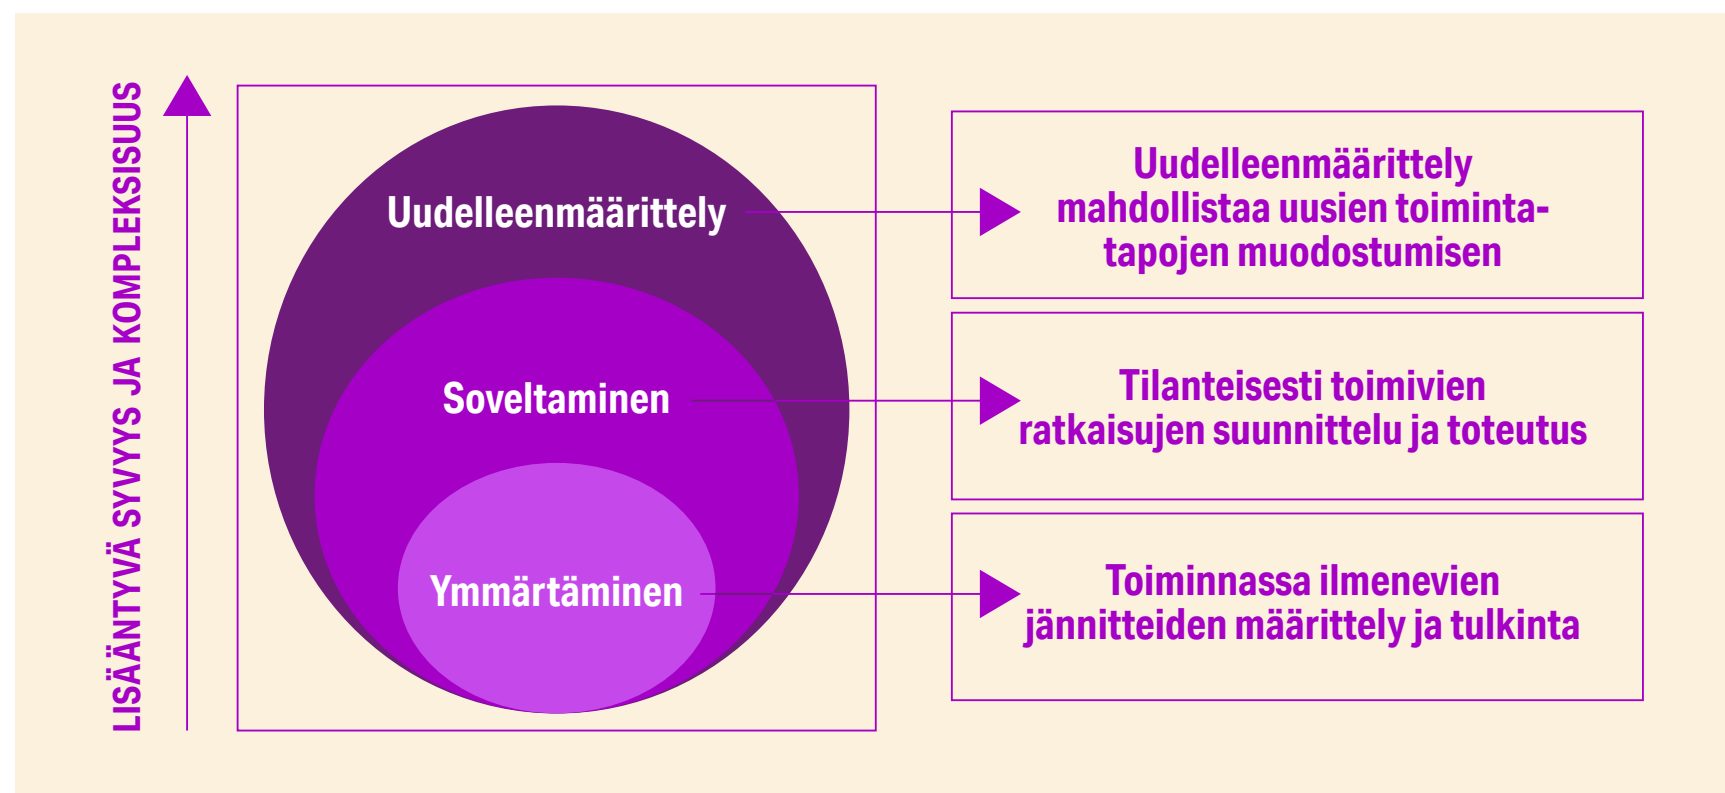 LISÄÄNTYVÄ SYVYYS JA KOMPLEKSISUUS
Uudelleenmäärittely
Soveltaminen
Ymmärtäminen
Uudelleenmäärittely
mahdollistaa uusien toiminta-
tapojen muodostumisen
Tilanteisesti toimivien
ratkaisujen suunnittelu ja toteutus
Toiminnassa ilmenevien
jännitteiden määrittely ja tulkinta